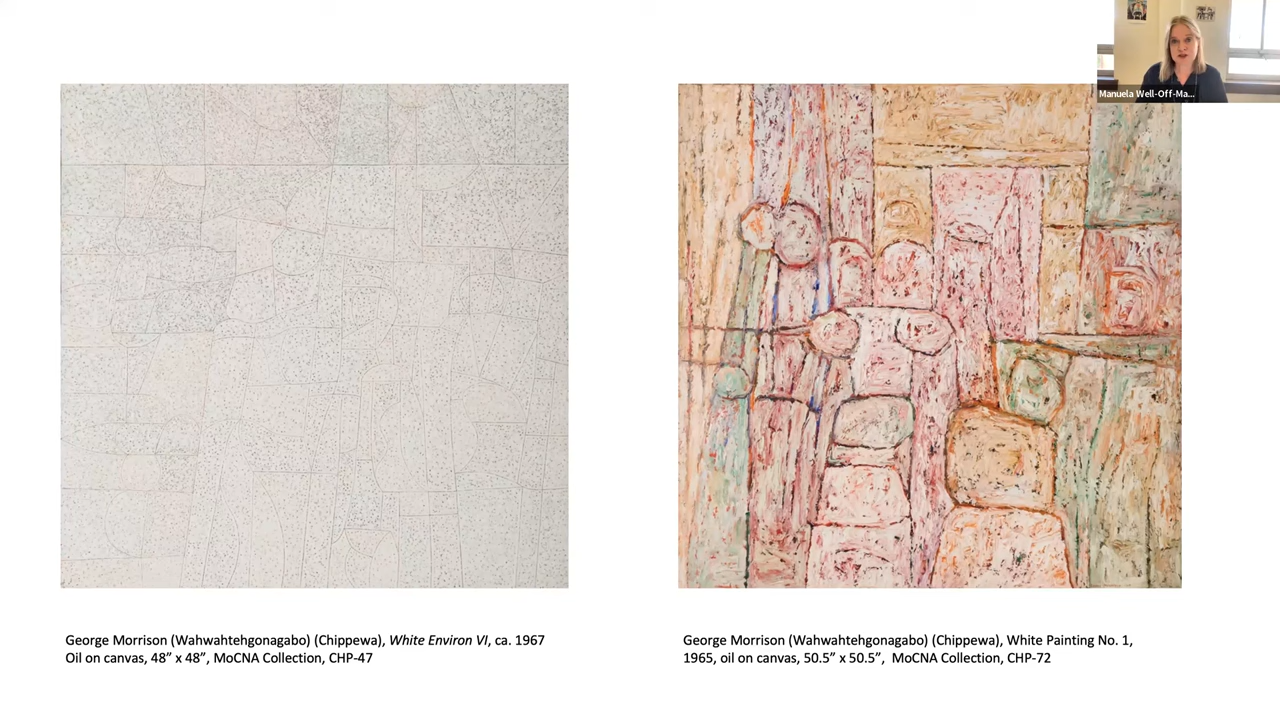 Manuela Well-Off-Ma...
George Morrison (Wahwahtehgonagabo) (Chippewa), White Environ VI, ca. 1967
Oil on canvas, 48” x 48”, MoCNA Collection, CHP-47
George Morrison (Wahwahtehgonagabo) (Chippewa), White Painting No. 1,
1965, oil on canvas, 50.5” x 50.5”,  MoCNA Collection, CHP-72